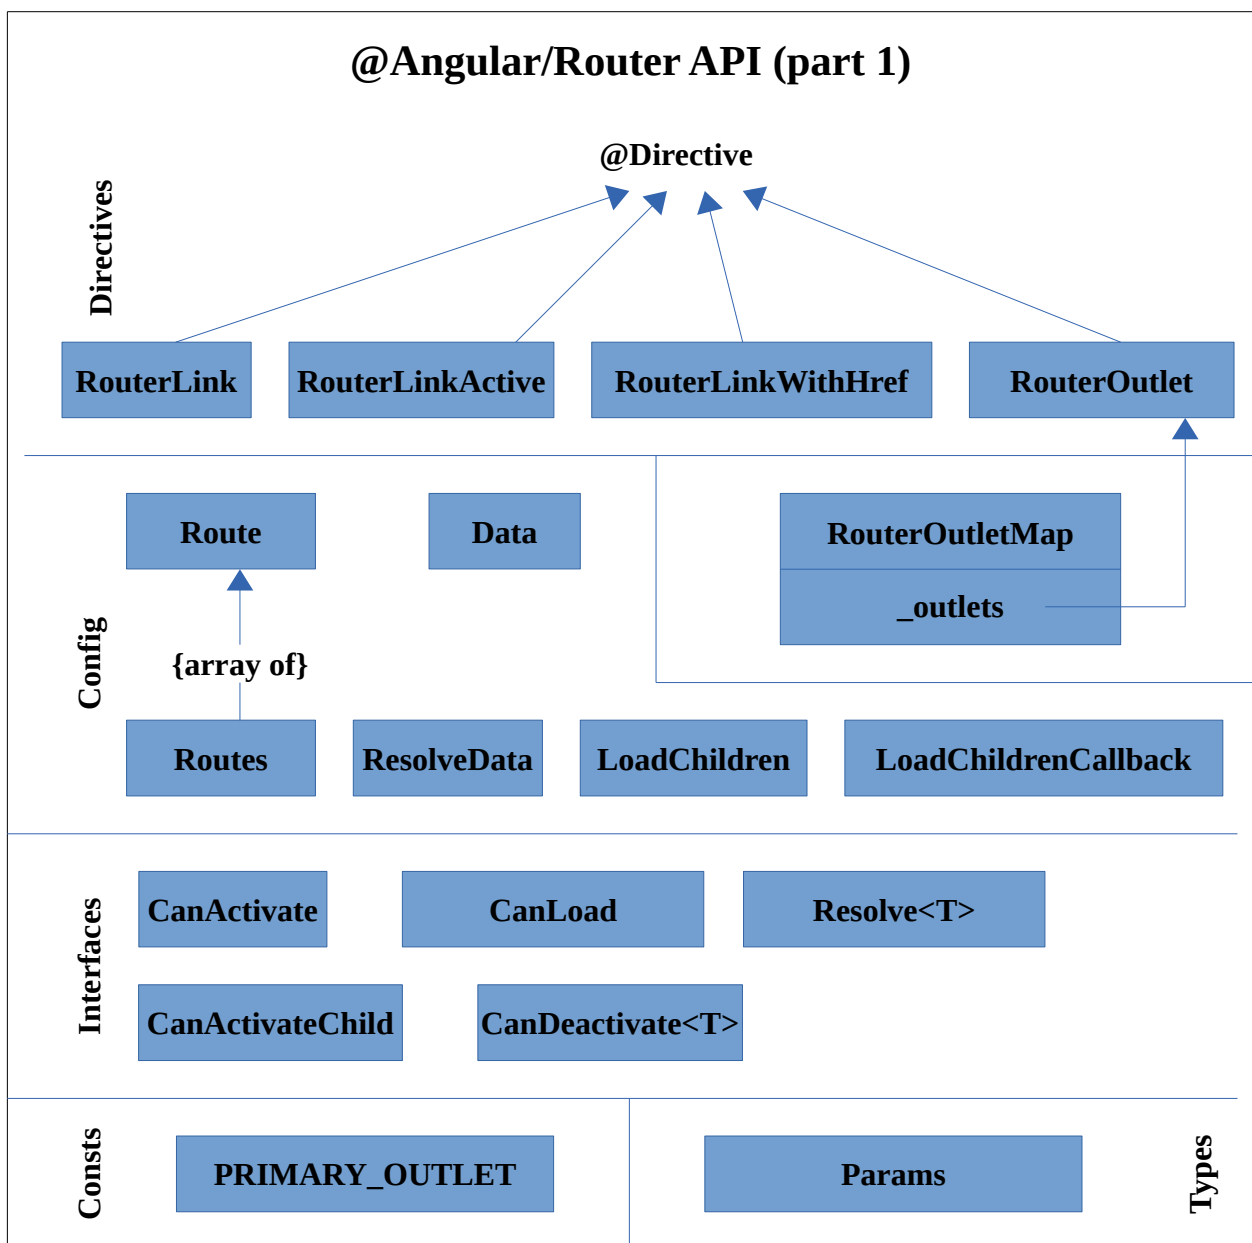 @Angular/Router API (part 1)
@Directive
Directives
RouterLink
RouterLinkActive
RouterLinkWithHref
RouterOutlet
Config
Route
Data
RouterOutletMap
_outlets
{array of}
Routes
ResolveData
LoadChildren
LoadChildrenCallback
Interfaces
CanActivate
CanLoad
Resolve<T>
CanActivateChild
CanDeactivate<T>
Consts
PRIMARY_OUTLET
Params
Types